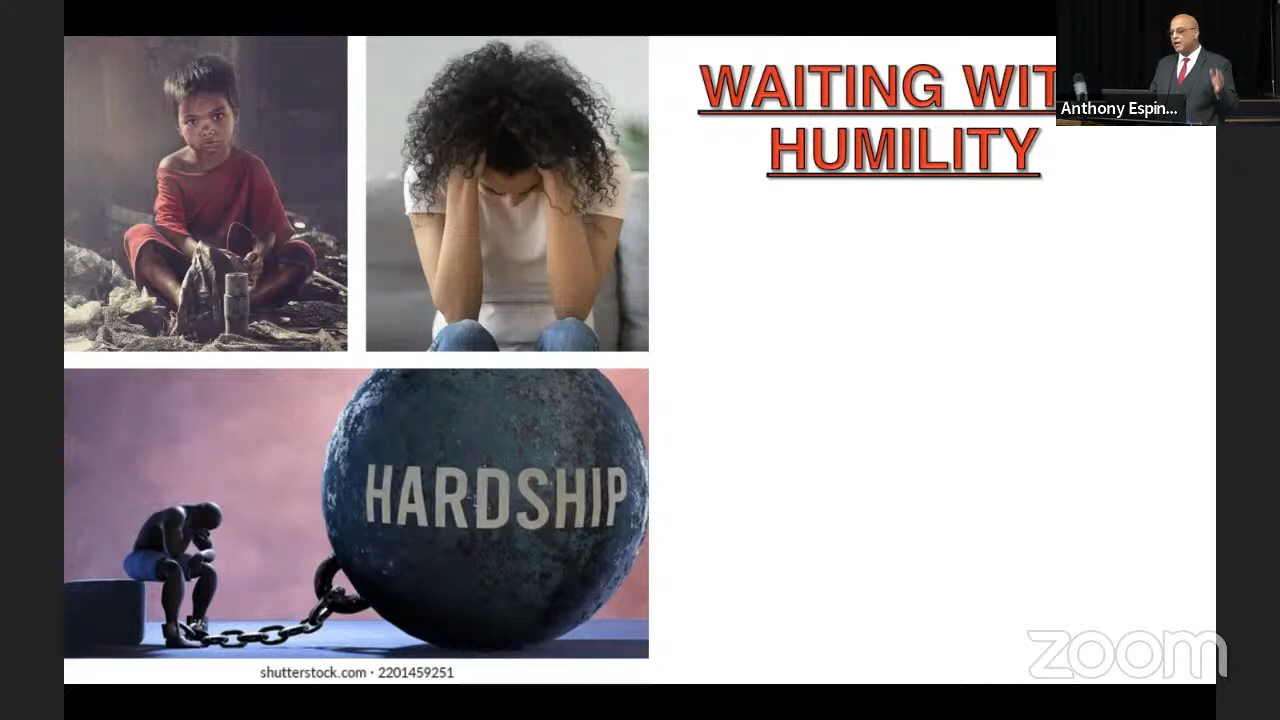 WAITING WIT
HUMILITY
Anthony Espin...
HARDSHIP
shutterstock.com · 2201459251
zoom